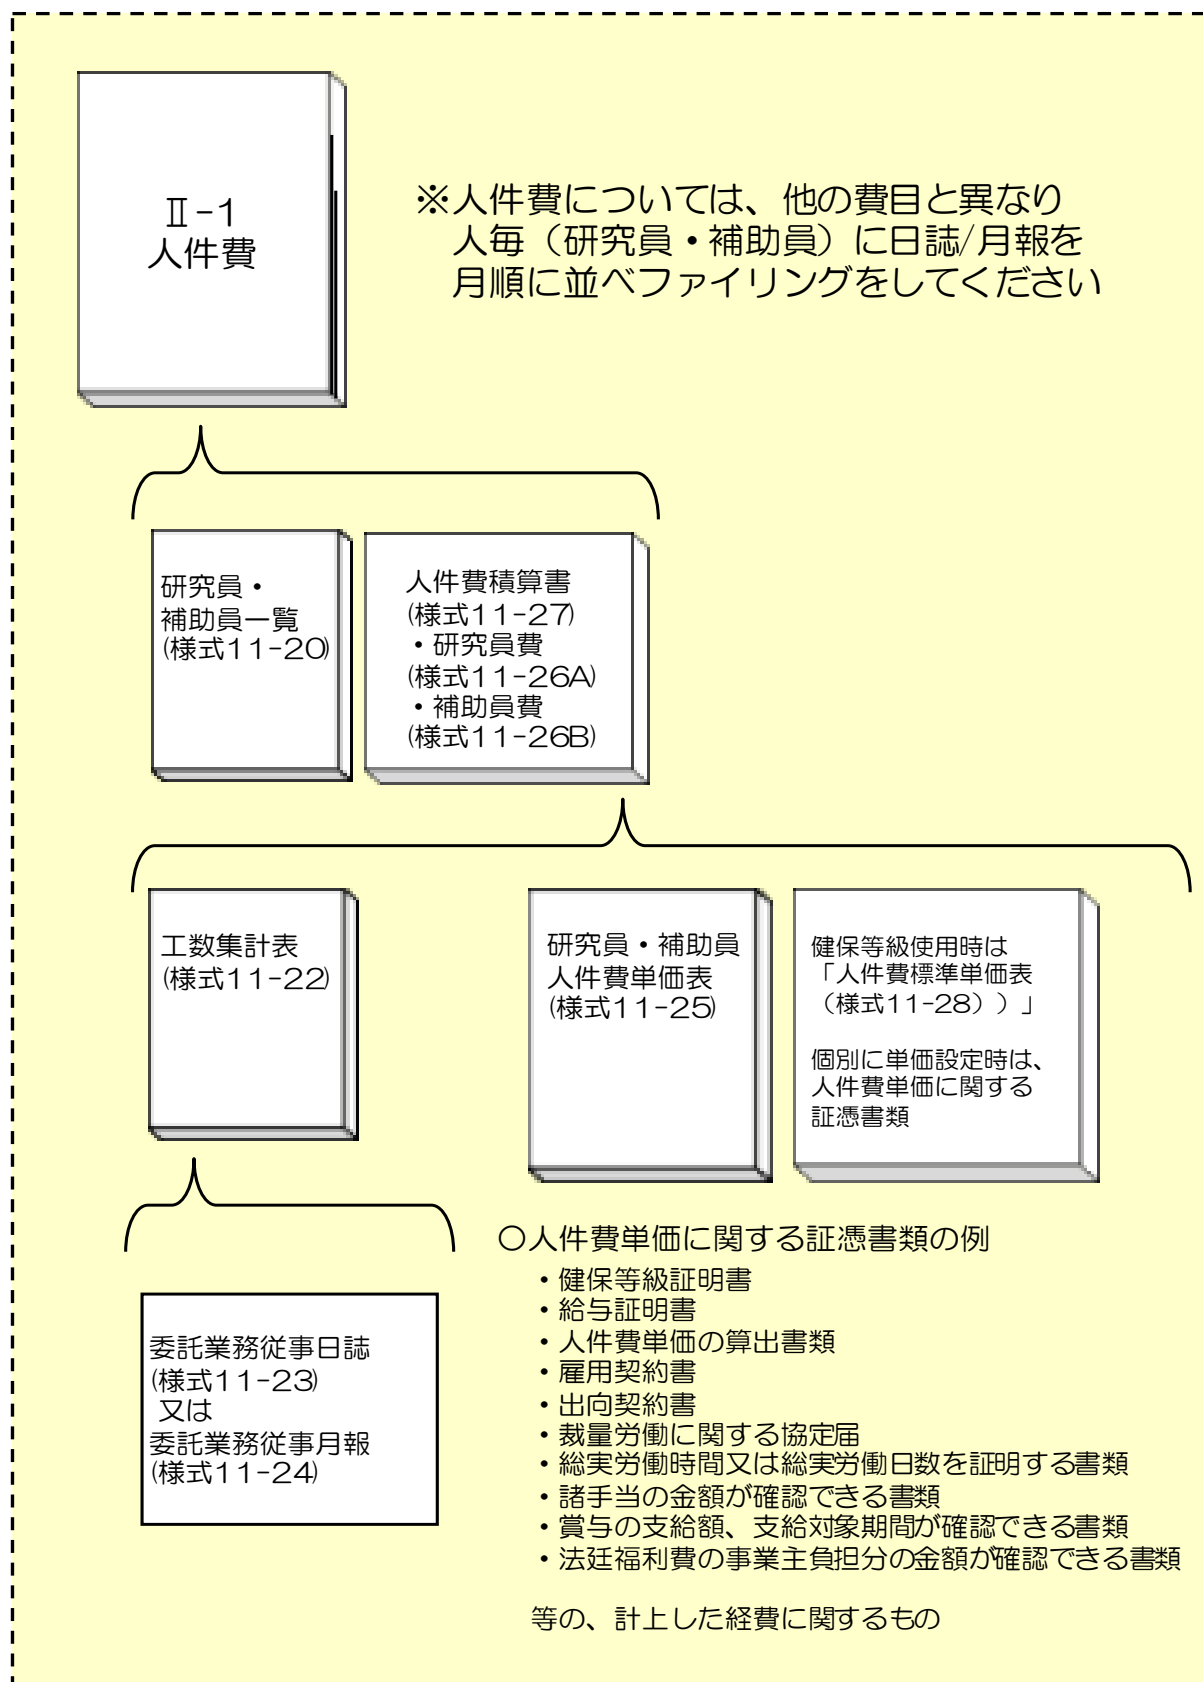 Ⅱ-1
人件費
※人件費については、他の費目と異なり
人毎（研究員・補助員）に日誌/月報を
月順に並べファイリングをしてください
研究員・
補助員一覧
(様式11-20)
人件費積算書
(様式11-27)
・研究員費
(様式11-26A)
・補助員費
(様式11-26B)
工数集計表
(様式11-22)
研究員・補助員
人件費単価表
(様式11-25)
健保等級使用時は
「人件費標準単価表
（様式11-28））」
個別に単価設定時は、
人件費単価に関する
証憑書類
委託業務従事日誌
(様式11-23)
又は
委託業務従事月報
(様式11-24)
〇人件費単価に関する証憑書類の例
・健保等級証明書
・給与証明書
・人件費単価の算出書類
・雇用契約書
・出向契約書
・裁量労働に関する協定届
・総実労働時間又は総実労働日数を証明する書類
・諸手当の金額が確認できる書類
・賞与の支給額、支給対象期間が確認できる書類
・法廷福利費の事業主負担分の金額が確認できる書類
等の、計上した経費に関するもの